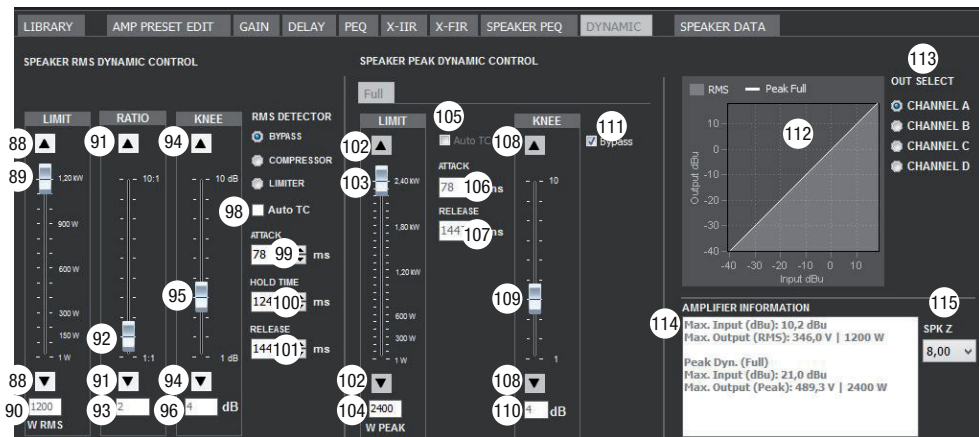 LIBRARY AMP PRESET EDIT GAIN DELAY PEQ X-IIR X-FIR SPEAKER PEQ DYNAMIC SPEAKER DATA
SPEAKER RMS DYNAMIC CONTROL
LIMIT RATIO KNEE
88 91 94
89
1,20 kW
900 W
600 W
300 W
150 W
1 W
10:1
1:1
92
10 dB
1 dB
95
88 91 94
90 1200
W RMS
93 2
96 4 dB
RMS DETECTOR
BYPASS
COMPRESSOR
LIMITER
98 Auto TC
ATTACK
78 99 ms
HOLD TIME
124 100 ms
RELEASE
144 101 ms
SPEAKER PEAK DYNAMIC CONTROL
Full
LIMIT
102
103
2,40 kW
1,80 kW
1,20 kW
600 W
300 W
1 W
102
104 2400
W PEAK
105
Auto TC
ATTACK
78 106 ms
RELEASE
144 107 ms
KNEE
108
10
109
1
108
110 4 dB
111
Bypass
RMS Peak Full
112
Output dBu
10
0
-10
-20
-30
-40
-40 -30 -20 -10 0 10
Input dBu
113
OUT SELECT
CHANNEL A
CHANNEL B
CHANNEL C
CHANNEL D
AMPLIFIER INFORMATION
114
Max. Input (dBu): 10,2 dBu
Max. Output (RMS): 346,0 V | 1200 W
Peak Dyn. (Full)
Max. Input (dBu): 21,0 dBu
Max. Output (Peak): 489,3 V | 2400 W
115
SPK Z
8,00